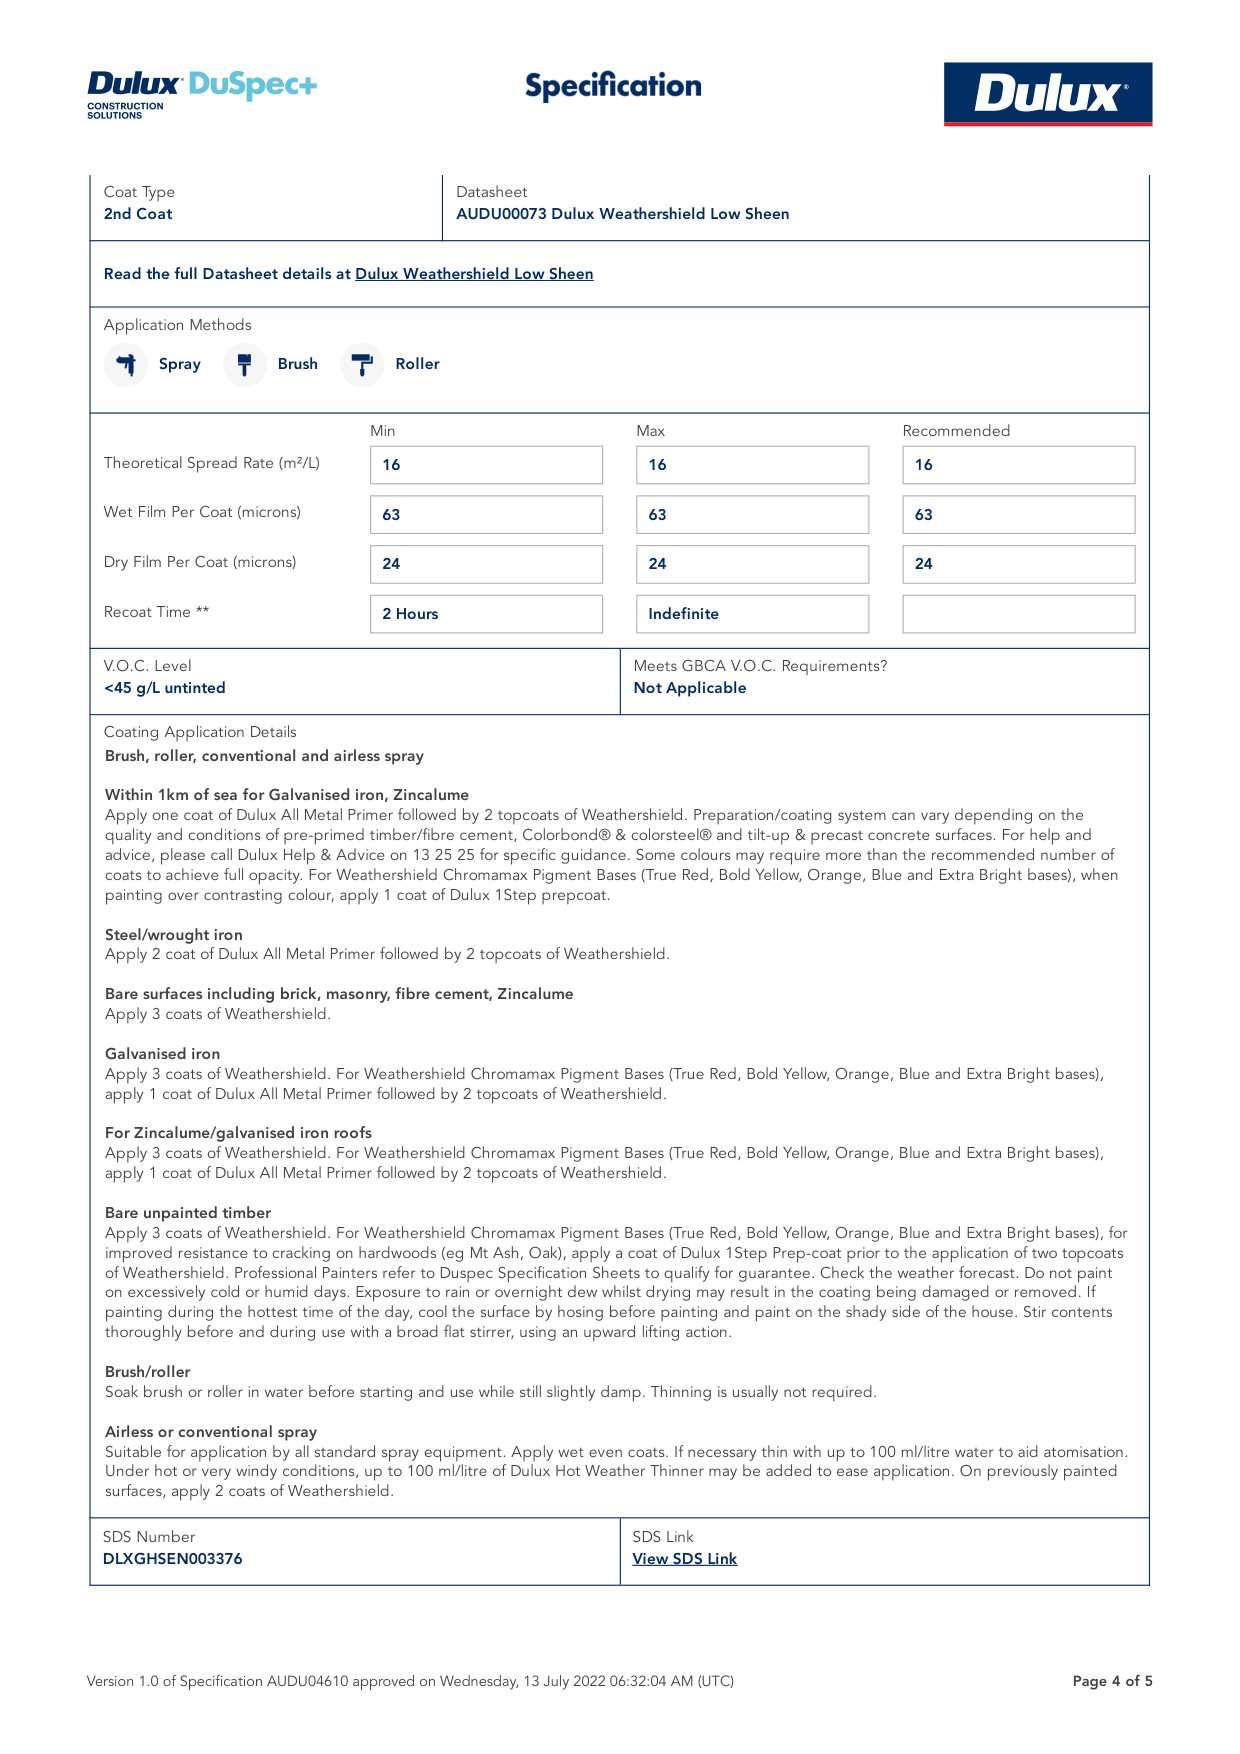 Dulux DuSpec+
CONSTRUCTION
SOLUTIONS
Specification
Dulux®
Coat Type
2nd Coat
Datasheet
AUDU00073 Dulux Weathershield Low Sheen
Read the full Datasheet details at Dulux Weathershield Low Sheen
Application Methods
Spray Brush Roller
Min Max Recommended
Theoretical Spread Rate (m²/L) 16 16 16
Wet Film Per Coat (microns) 63 63 63
Dry Film Per Coat (microns) 24 24 24
Recoat Time ** 2 Hours Indefinite
V.O.C. Level
<45 g/L untinted
Meets GBCA V.O.C. Requirements?
Not Applicable
Coating Application Details
Brush, roller, conventional and airless spray
Within 1km of sea for Galvanised iron, Zincalume
Apply one coat of Dulux All Metal Primer followed by 2 topcoats of Weathershield. Preparation/coating system can vary depending on the
quality and conditions of pre-primed timber/fibre cement, Colorbond® & colorsteel® and tilt-up & precast concrete surfaces. For help and
advice, please call Dulux Help & Advice on 13 25 25 for specific guidance. Some colours may require more than the recommended number of
coats to achieve full opacity. For Weathershield Chromamax Pigment Bases (True Red, Bold Yellow, Orange, Blue and Extra Bright bases), when
painting over contrasting colour, apply 1 coat of Dulux 1Step prepcoat.
Steel/wrought iron
Apply 2 coat of Dulux All Metal Primer followed by 2 topcoats of Weathershield.
Bare surfaces including brick, masonry, fibre cement, Zincalume
Apply 3 coats of Weathershield.
Galvanised iron
Apply 3 coats of Weathershield. For Weathershield Chromamax Pigment Bases (True Red, Bold Yellow, Orange, Blue and Extra Bright bases),
apply 1 coat of Dulux All Metal Primer followed by 2 topcoats of Weathershield.
For Zincalume/galvanised iron roofs
Apply 3 coats of Weathershield. For Weathershield Chromamax Pigment Bases (True Red, Bold Yellow, Orange, Blue and Extra Bright bases),
apply 1 coat of Dulux All Metal Primer followed by 2 topcoats of Weathershield.
Bare unpainted timber
Apply 3 coats of Weathershield. For Weathershield Chromamax Pigment Bases (True Red, Bold Yellow, Orange, Blue and Extra Bright bases), for
improved resistance to cracking on hardwoods (eg Mt Ash, Oak), apply a coat of Dulux 1Step Prep-coat prior to the application of two topcoats
of Weathershield. Professional Painters refer to Duspec Specification Sheets to qualify for guarantee. Check the weather forecast. Do not paint
on excessively cold or humid days. Exposure to rain or overnight dew whilst drying may result in the coating being damaged or removed. If
painting during the hottest time of the day, cool the surface by hosing before painting and paint on the shady side of the house. Stir contents
thoroughly before and during use with a broad flat stirrer, using an upward lifting action.
Brush/roller
Soak brush or roller in water before starting and use while still slightly damp. Thinning is usually not required.
Airless or conventional spray
Suitable for application by all standard spray equipment. Apply wet even coats. If necessary thin with up to 100 ml/litre water to aid atomisation.
Under hot or very windy conditions, up to 100 ml/litre of Dulux Hot Weather Thinner may be added to ease application. On previously painted
surfaces, apply 2 coats of Weathershield.
SDS Number
DLXGHSEN003376
SDS Link
View SDS Link
Version 1.0 of Specification AUDU04610 approved on Wednesday, 13 July 2022 06:32:04 AM (UTC)
Page 4 of 5